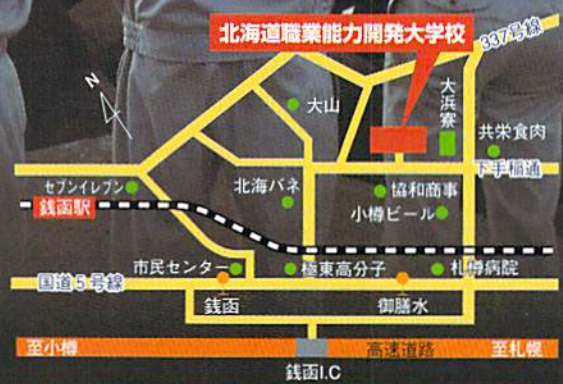 北海道職業能力開発大学校
337号線
N
大山
大浜寮
共栄食肉
下手稲通
セブンイレブン
北海バネ
協和商事
銭函駅
小樽ビール
市民センター
極東高分子
札樽病院
国道5号線
銭函
御膳水
至小樽
高速道路
至札幌
銭函I.C